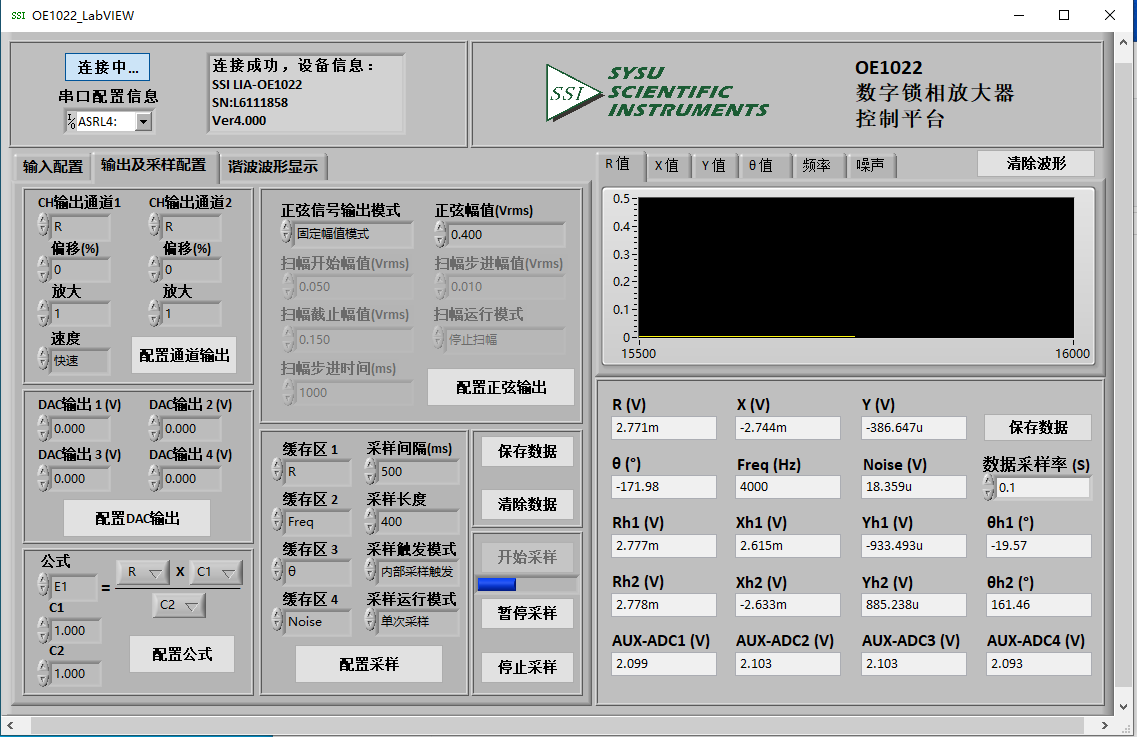 SSI OE1022_LabVIEW
连接中...
串口配置信息
ASRL4:
连接成功，设备信息：
SSI LIA-OE1022
SN:L6111858
Ver4.000
SSI
SYSU
SCIENTIFIC
INSTRUMENTS
OE1022
数字锁相放大器
控制平台
输入配置 输出及采样配置 谐波波形显示
CH输出通道1 CH输出通道2
R R
偏移(%) 偏移(%)
0 0
放大 放大
1 1
速度
快速
配置通道输出
DAC输出 1 (V) DAC输出 2 (V)
0.000 0.000
DAC输出 3 (V) DAC输出 4 (V)
0.000 0.000
配置DAC输出
公式
E1 = R X C1
C2
C1
1.000
C2
1.000
配置公式
正弦信号输出模式 正弦幅值(Vrms)
固定幅值模式 0.400
扫幅开始幅值(Vrms) 扫幅步进幅值(Vrms)
0.050 0.010
扫幅截止幅值(Vrms) 扫幅运行模式
0.150 停止扫幅
扫幅步进时间(ms)
1000
配置正弦输出
缓存区 1 采样间隔(ms)
R 500
缓存区 2 采样长度
Freq 400
缓存区 3 采样触发模式
θ 内部采样触发
缓存区 4 采样运行模式
Noise 单次采样
配置采样
保存数据
清除数据
开始采样
暂停采样
停止采样
R 值 X 值 Y 值 θ 值 频率 噪声
清除波形
0.5
0.4
0.3
0.2
0.1
0
15500 16000
R (V) X (V) Y (V)
2.771m -2.744m -386.647u 保存数据
θ (°) Freq (Hz) Noise (V) 数据采样率 (S)
-171.98 4000 18.359u 0.1
Rh1 (V) Xh1 (V) Yh1 (V) θh1 (°)
2.777m 2.615m -933.493u -19.57
Rh2 (V) Xh2 (V) Yh2 (V) θh2 (°)
2.778m -2.633m 885.238u 161.46
AUX-ADC1 (V) AUX-ADC2 (V) AUX-ADC3 (V) AUX-ADC4 (V)
2.099 2.103 2.103 2.093